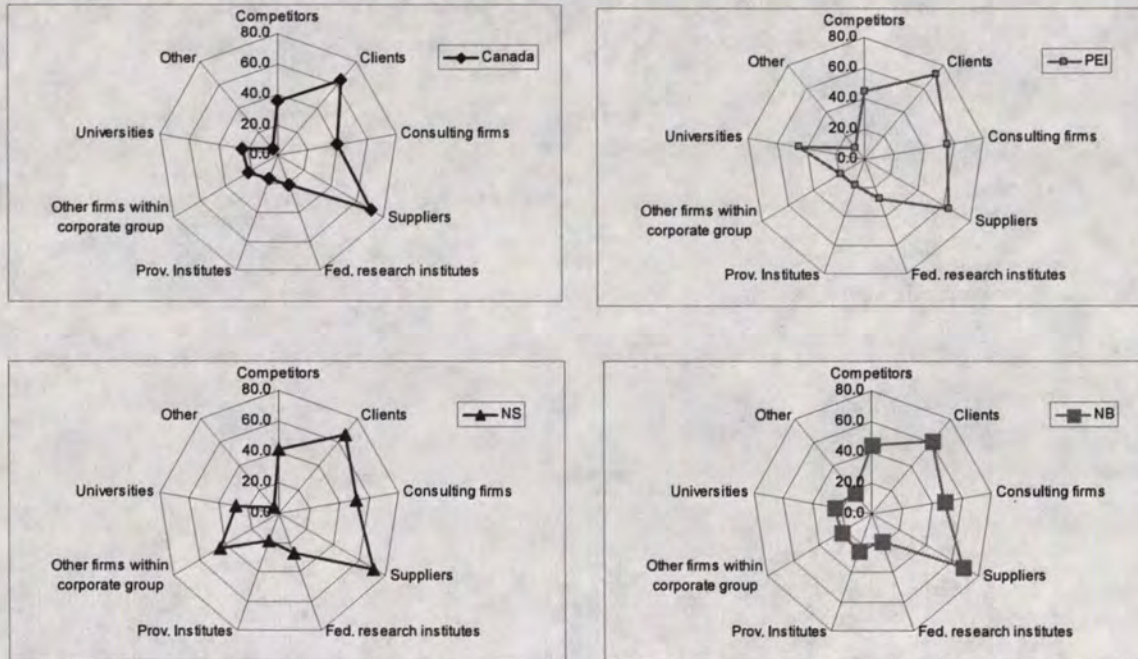 Competitors
80.0
60.0
40.0
20.0
0.0
Other
Clients
Canada
Universities
Consulting firms
Other firms within
corporate group
Suppliers
Prov. Institutes
Fed. research institutes
Competitors
80.0
60.0
40.0
20.0
0.0
Other
Clients
PEI
Universities
Consulting firms
Other firms within
corporate group
Suppliers
Prov. Institutes
Fed. research institutes
Competitors
80.0
60.0
40.0
20.0
0.0
Other
Clients
NS
Universities
Consulting firms
Other firms within
corporate group
Suppliers
Prov. Institutes
Fed. research institutes
Competitors
80.0
60.0
40.0
20.0
0.0
Other
Clients
NB
Universities
Consulting firms
Other firms within
corporate group
Suppliers
Prov. Institutes
Fed. research institutes